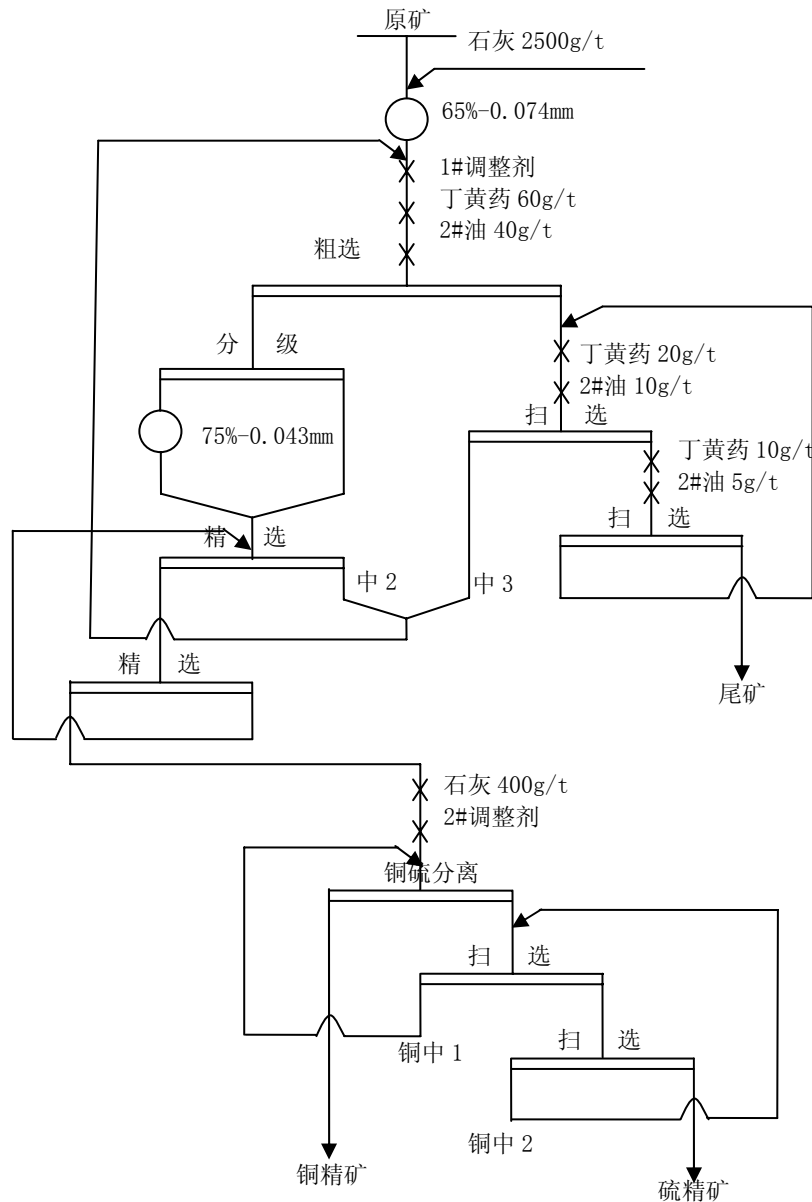 原矿
石灰 2500g/t
65%-0.074mm
1#调整剂
丁黄药 60g/t
2#油 40g/t
粗选
分 级
丁黄药 20g/t
2#油 10g/t
扫 选
75%-0.043mm
丁黄药 10g/t
2#油 5g/t
扫 选
精 选
中 2
中 3
精 选
尾矿
石灰 400g/t
2#调整剂
铜硫分离
扫 选
铜中 1
扫 选
铜中 2
铜精矿
硫精矿